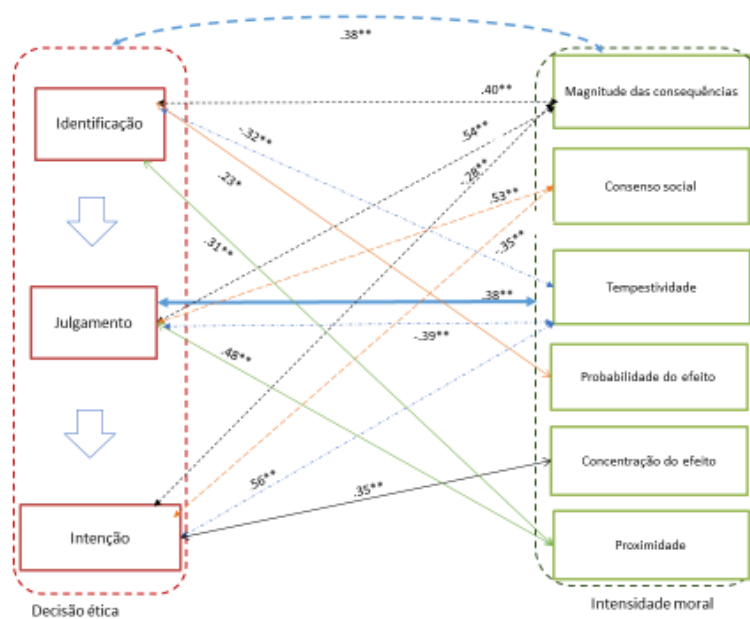 .38**
Identificação
.40**
Magnitude das consequências
-.32**
.54**
-.28**
.23*
Consenso social
.53**
.31**
-.35**
Tempestividade
.38**
Julgamento
-.39**
.48**
Probabilidade do efeito
Concentração do efeito
.56**
.35**
Intenção
Proximidade
Decisão ética
Intensidade moral